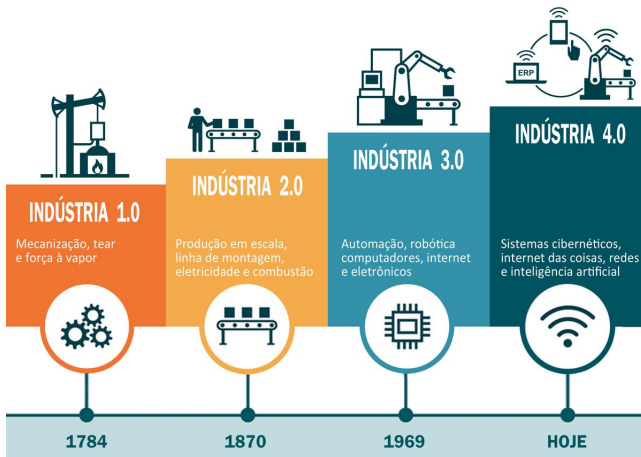 ERP
INDÚSTRIA 1.0
Mecanização, tear
e força à vapor
INDÚSTRIA 2.0
Produção em escala,
linha de montagem,
eletricidade e combustão
INDÚSTRIA 3.0
Automação, robótica
computadores, internet
e eletrônicos
INDÚSTRIA 4.0
Sistemas cibernéticos,
internet das coisas, redes
e inteligência artificial
1784
1870
1969
HOJE